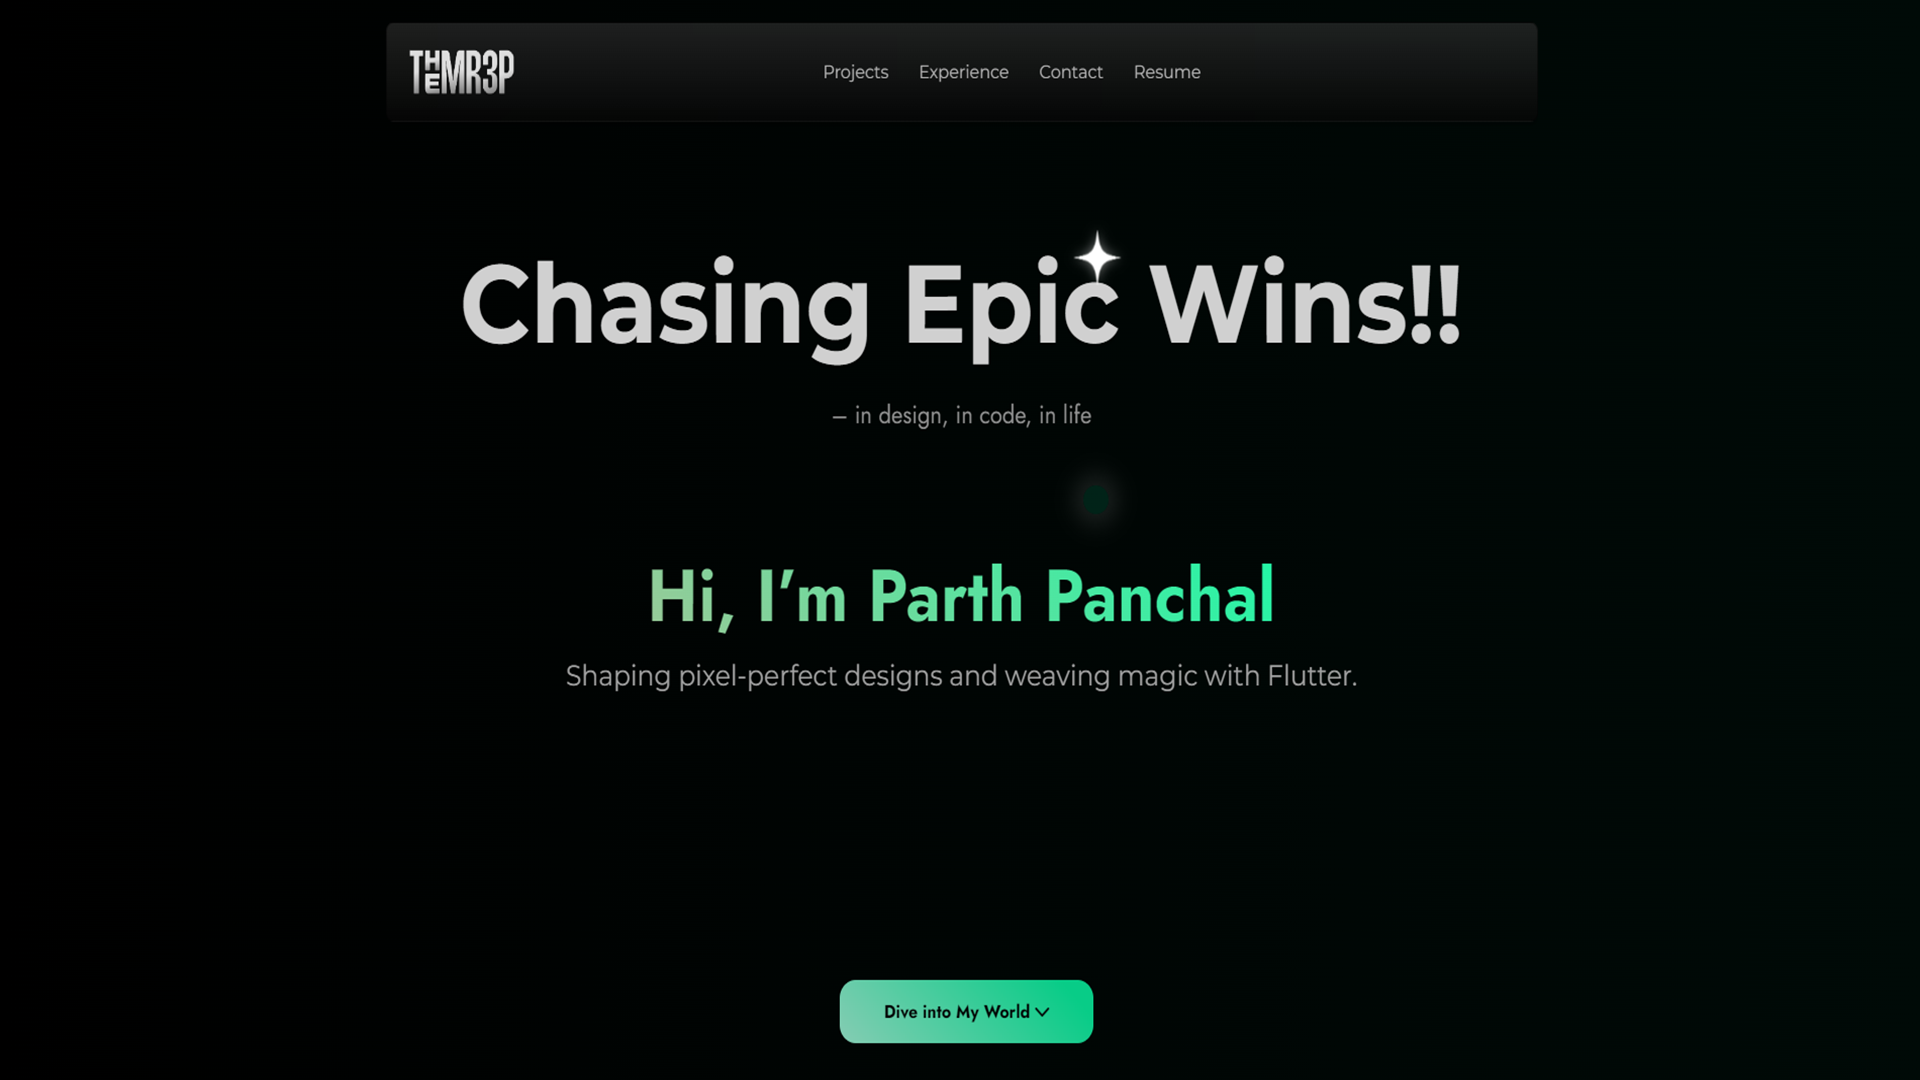 THEMR3P
Projects Experience Contact Resume
Chasing Epic Wins!!
– in design, in code, in life
Hi, I’m Parth Panchal
Shaping pixel-perfect designs and weaving magic with Flutter.
Dive into My World